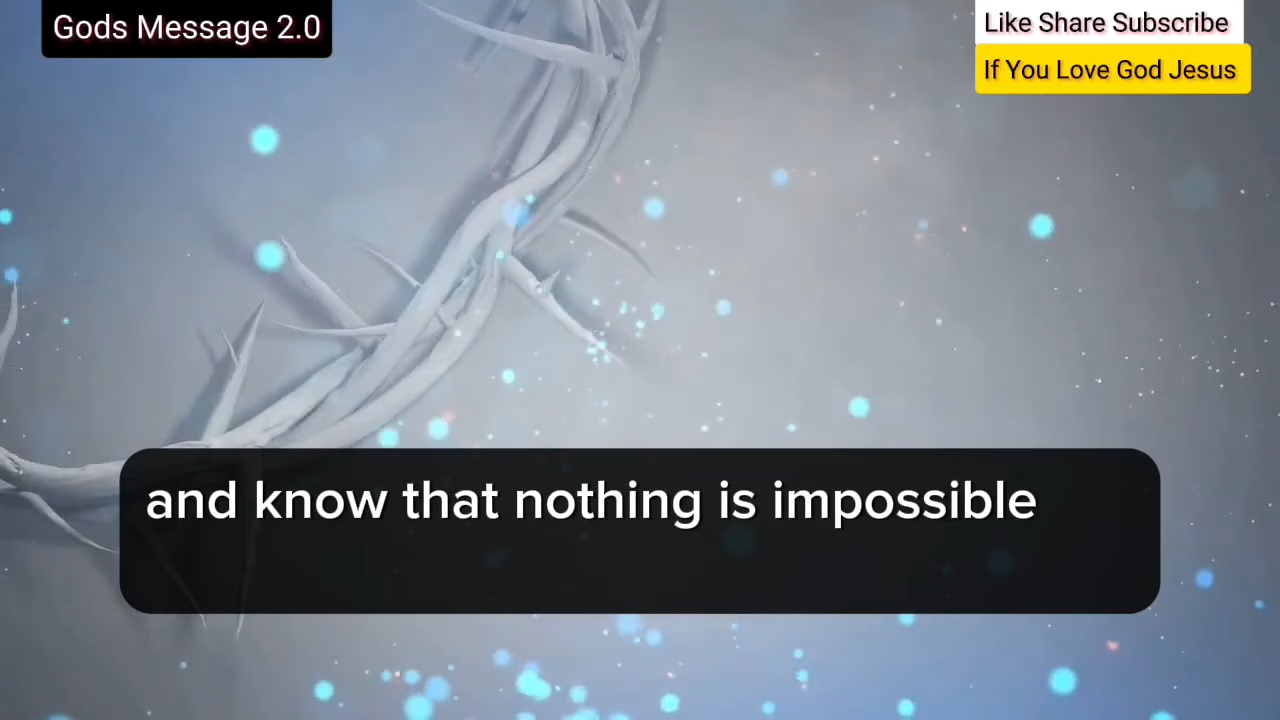 Gods Message 2.0
Like Share Subscribe
If You Love God Jesus
and know that nothing is impossible